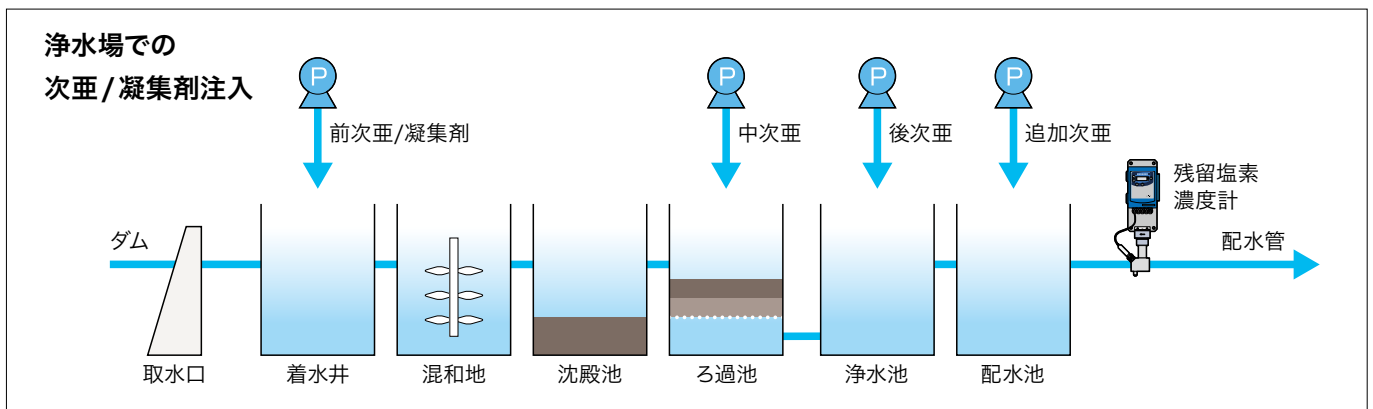 浄水場での
次亜/凝集剤注入
P
P
P
P
前次亜/凝集剤
中次亜
後次亜
追加次亜
残留塩素
濃度計
ダム
配水管
取水口
着水井
混和地
沈殿池
ろ過池
浄水池
配水池